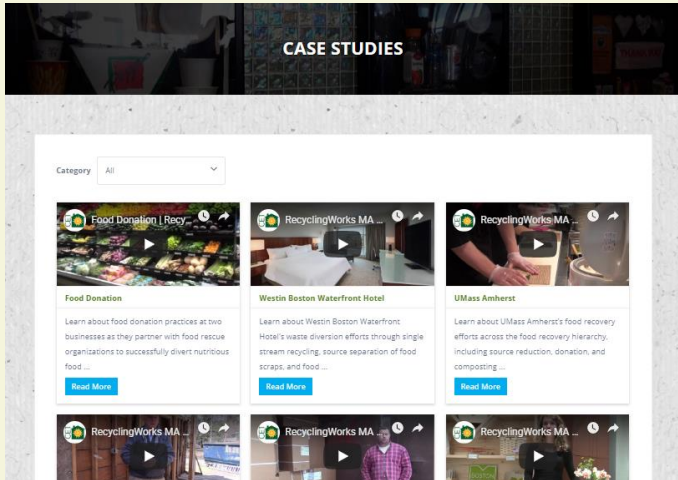 CASE STUDIES
Category All
Food Donation | Recy...
RecyclingWorks MA ...
RecyclingWorks MA ...
Food Donation
Westin Boston Waterfront Hotel
UMass Amherst
Learn about food donation practices at two
businesses as they partner with food rescue
organizations to successfully divert nutritious
food ...
Read More
Learn about Westin Boston Waterfront
Hotel's waste diversion efforts through single
stream recycling, source separation of food
scraps, and food ...
Read More
Learn about UMass Amherst's food recovery
efforts across the food recovery hierarchy,
including source reduction, donation, and
composting ...
Read More
RecyclingWorks MA ...
RecyclingWorks MA ...
RecyclingWorks MA ...
BOSTON